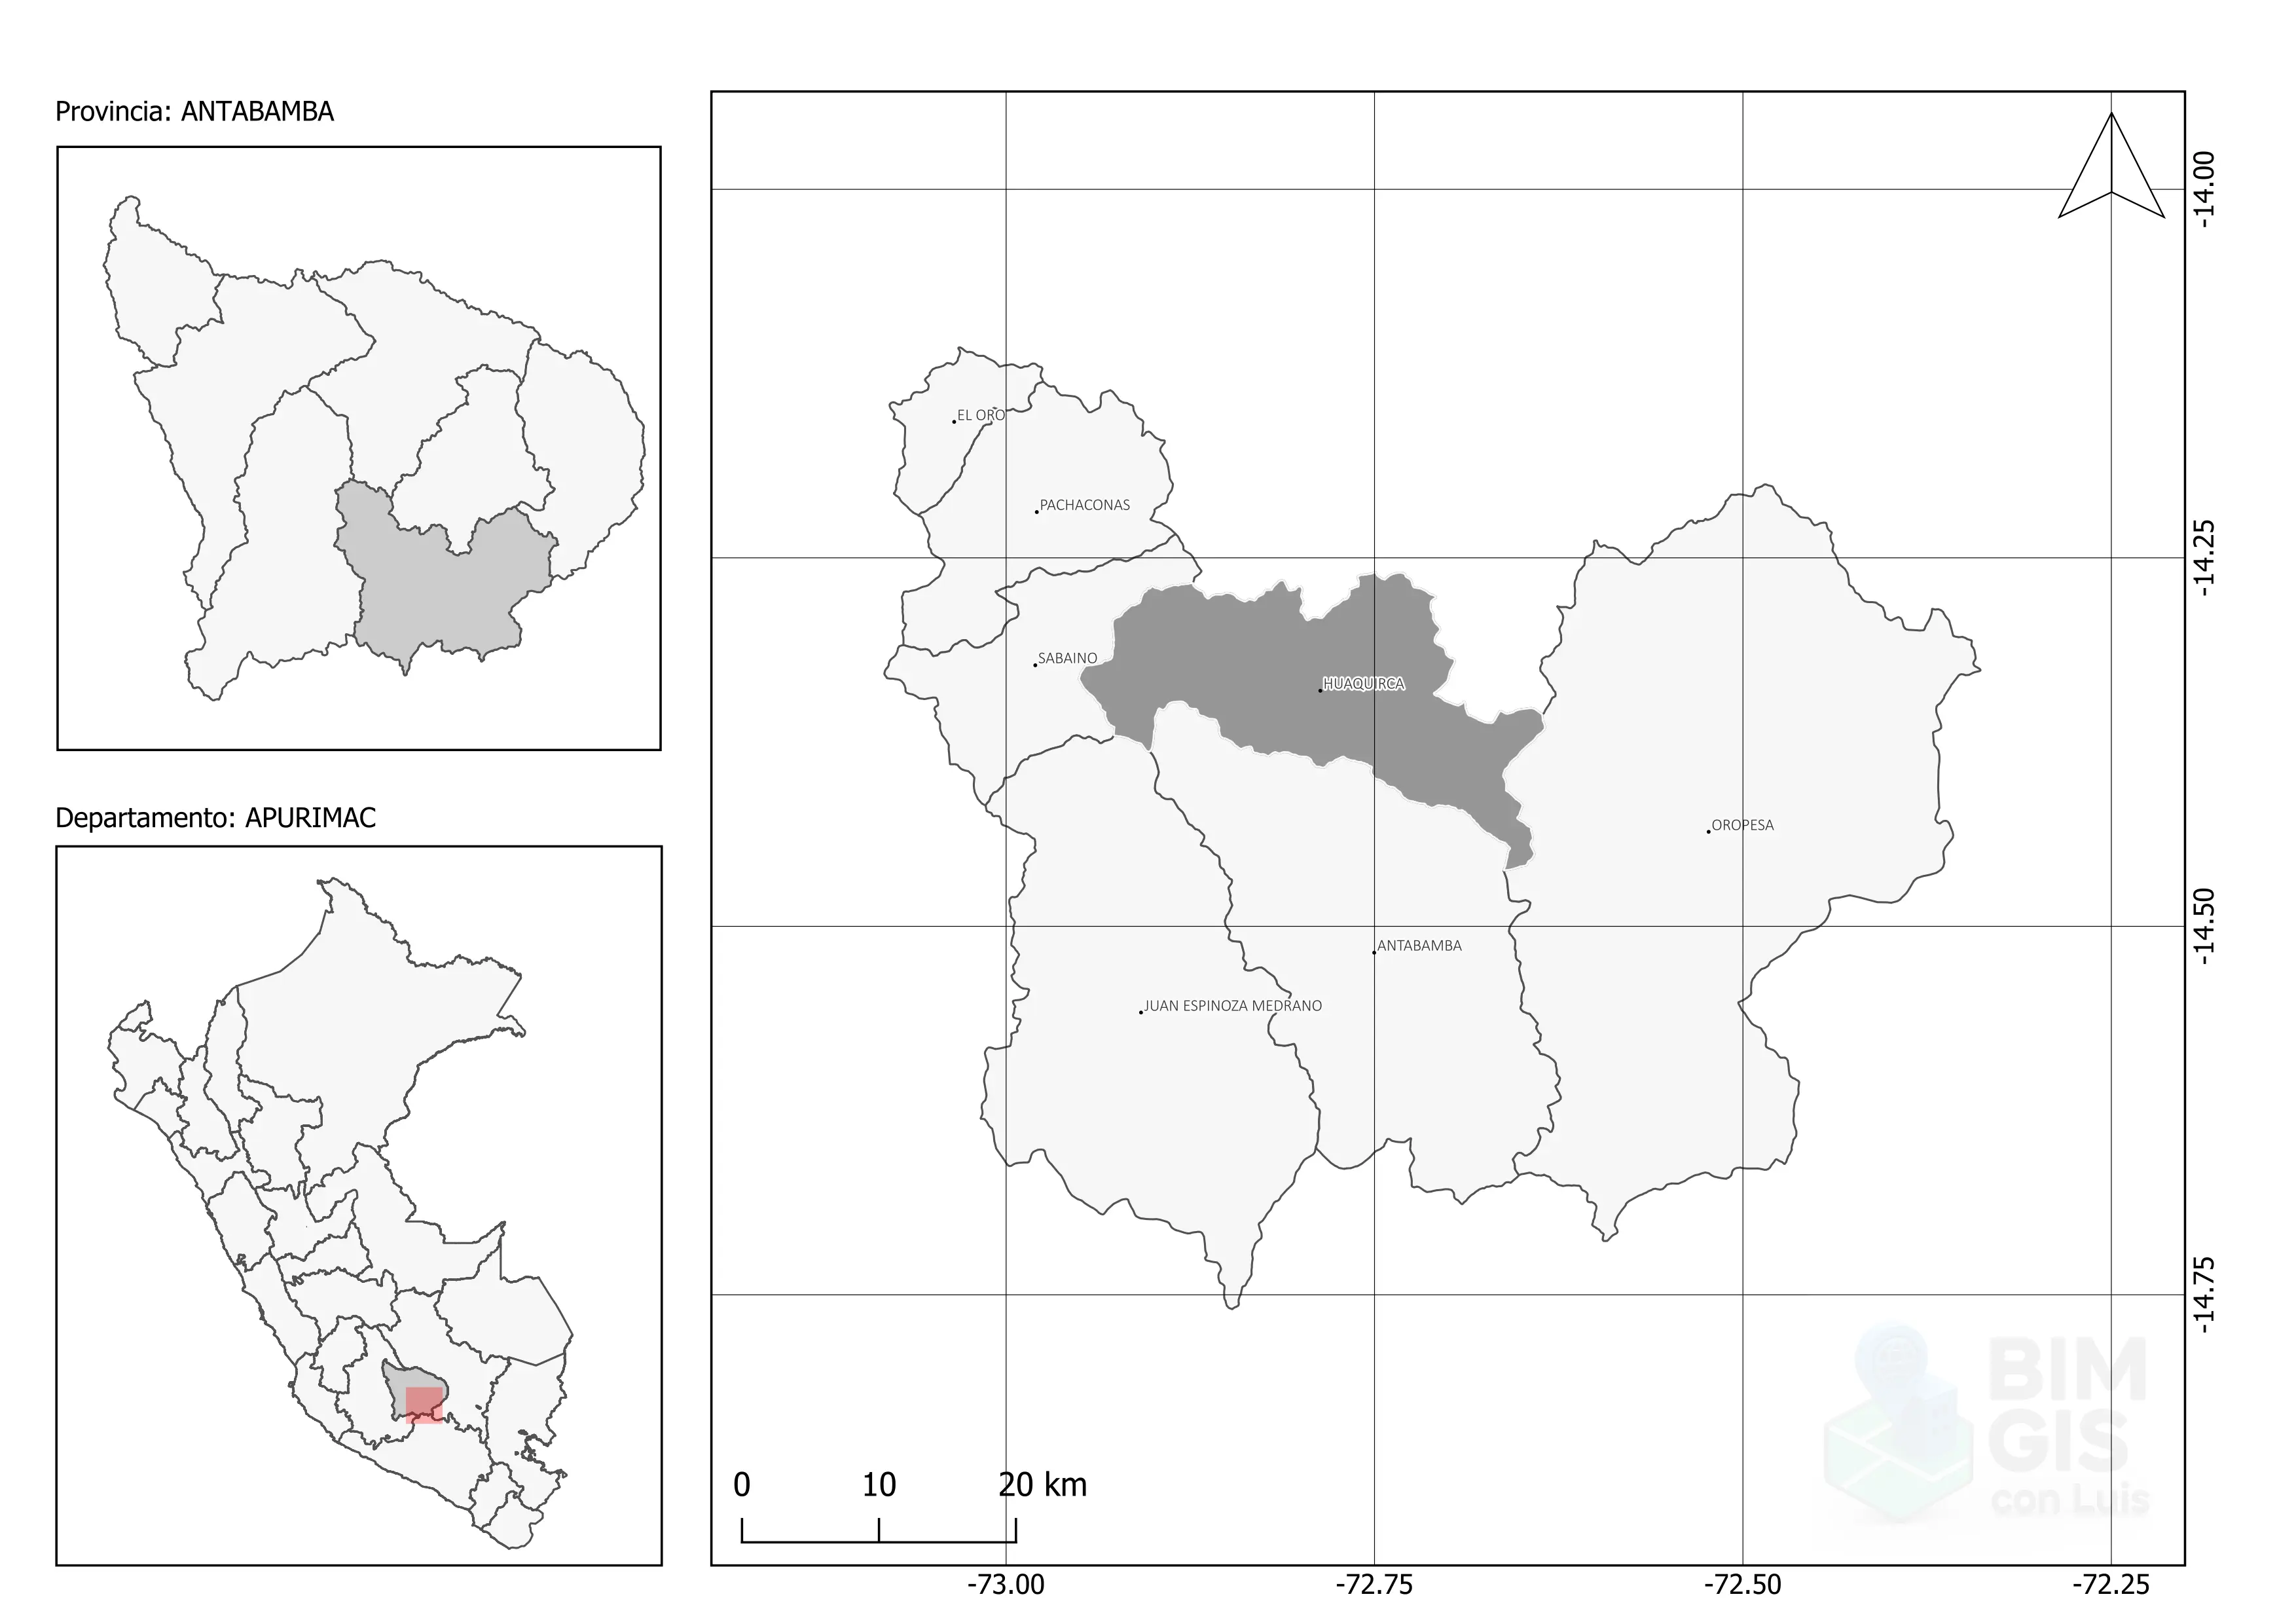 Provincia: ANTABAMBA
Departamento: APURIMAC
-14.00
-14.25
-14.50
-14.75
EL ORO
PACHACONAS
SABAINO
HUAQUIRCA
OROPESA
ANTABAMBA
JUAN ESPINOZA MEDRANO
BIM
GIS
con Luis
0 10 20 km
-73.00 -72.75 -72.50 -72.25